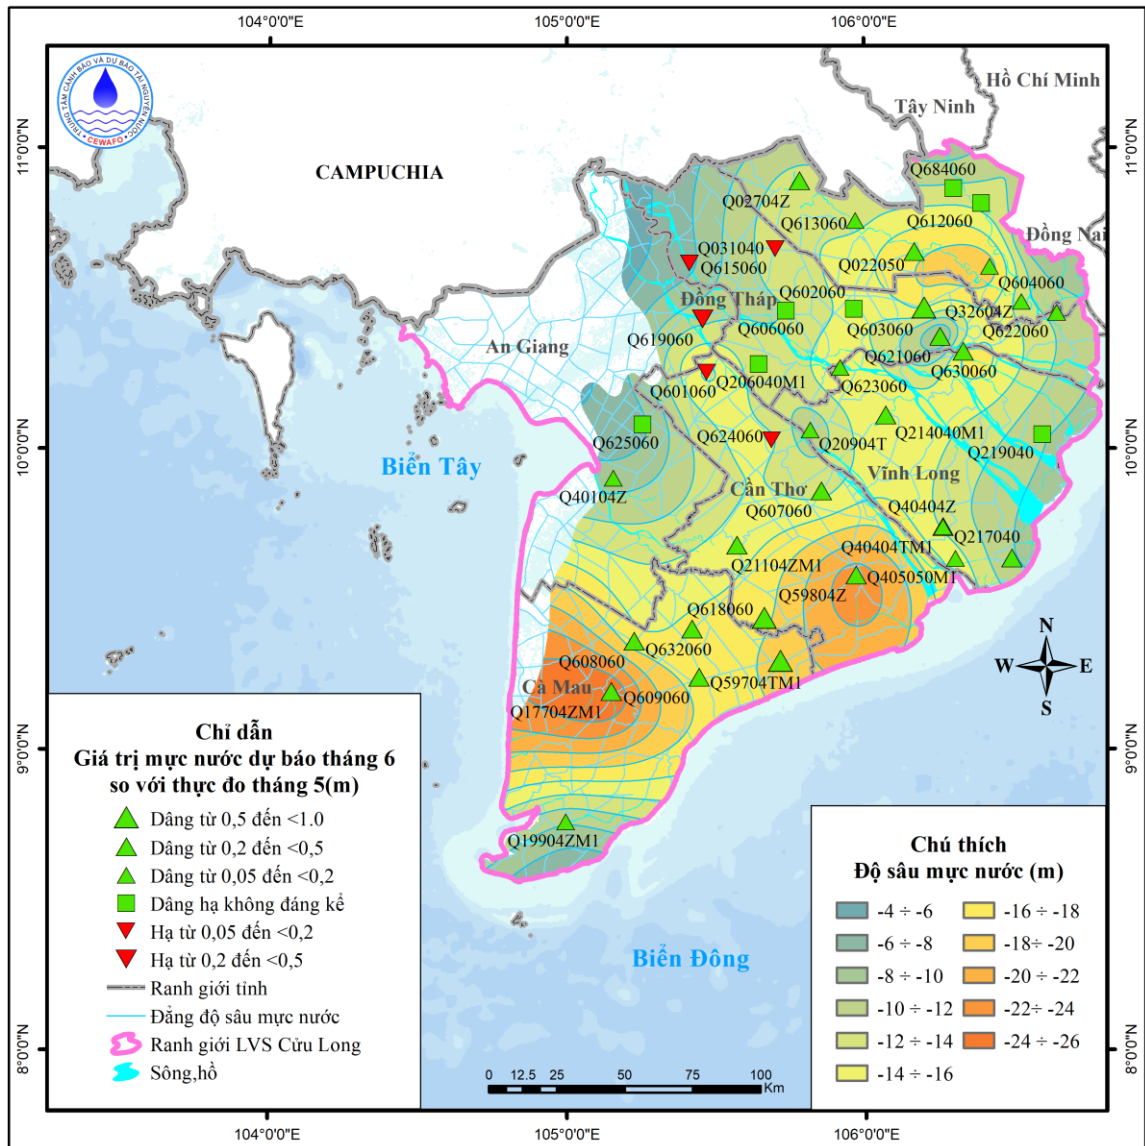 104°0'0"E
105°0'0"E
106°0'0"E
11°0'0"N
10°0'0"N
9°0'0"N
8°0'0"N
11°0'0"N
10°0'0"N
9°0'0"N
8°0'0"N
TRUNG TÂM CẢNH BÁO VÀ DỰ BÁO TÀI NGUYÊN NƯỚC
• CEWAFO •
Hồ Chí Minh
Tây Ninh
CAMPUCHIA
Đồng Nai
Q684060
Q02704Z
Q613060
Q612060
Q031040
Q615060
Q022050
Q604060
Q602060
Đồng Tháp
Q32604Z
Q606060
Q603060
Q622060
Q619060
An Giang
Q621060
Q630060
Q601060
Q206040M1
Q623060
Q625060
Q624060
Q20904T
Q214040M1
Q219040
Biển Tây
Vĩnh Long
Cần Thơ
Q40104Z
Q607060
Q40404Z
Q217040
Q40404TM1
Q21104ZM1
Q405050M1
Q59804Z
Q618060
Q632060
Q608060
Q59704TM1
Cà Mau
Q609060
Q17704ZM1
Q19904ZM1
Biển Đông
N
W
E
S
Chỉ dẫn
Giá trị mực nước dự báo tháng 6
so với thực đo tháng 5(m)
Dâng từ 0,5 đến <1.0
Dâng từ 0,2 đến <0,5
Dâng từ 0,05 đến <0,2
Dâng hạ không đáng kể
Hạ từ 0,05 đến <0,2
Hạ từ 0,2 đến <0,5
Ranh giới tỉnh
Đẳng độ sâu mực nước
Ranh giới LVS Cửu Long
Sông,hồ
0 12.5 25 50 75 100
Km
Chú thích
Độ sâu mực nước (m)
-4 ÷ -6
-6 ÷ -8
-8 ÷ -10
-10 ÷ -12
-12 ÷ -14
-14 ÷ -16
-16 ÷ -18
-18÷ -20
-20 ÷ -22
-22÷ -24
-24 ÷ -26
104°0'0"E
105°0'0"E
106°0'0"E